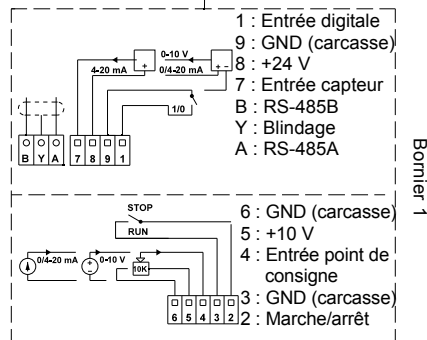 1 : Entrée digitale
9 : GND (carcasse)
8 : +24 V
7 : Entrée capteur
B : RS-485B
Y : Blindage
A : RS-485A
0-10 V
4-20 mA
0/4-20 mA
+
+ -
1/0
B Y A
7 8 9 1
Bornier 1
6 : GND (carcasse)
5 : +10 V
4 : Entrée point de
consigne
3 : GND (carcasse)
2 : Marche/arrêt
STOP
RUN
0/4-20 mA
+
-
0-10 V
10K
6 5 4 3 2